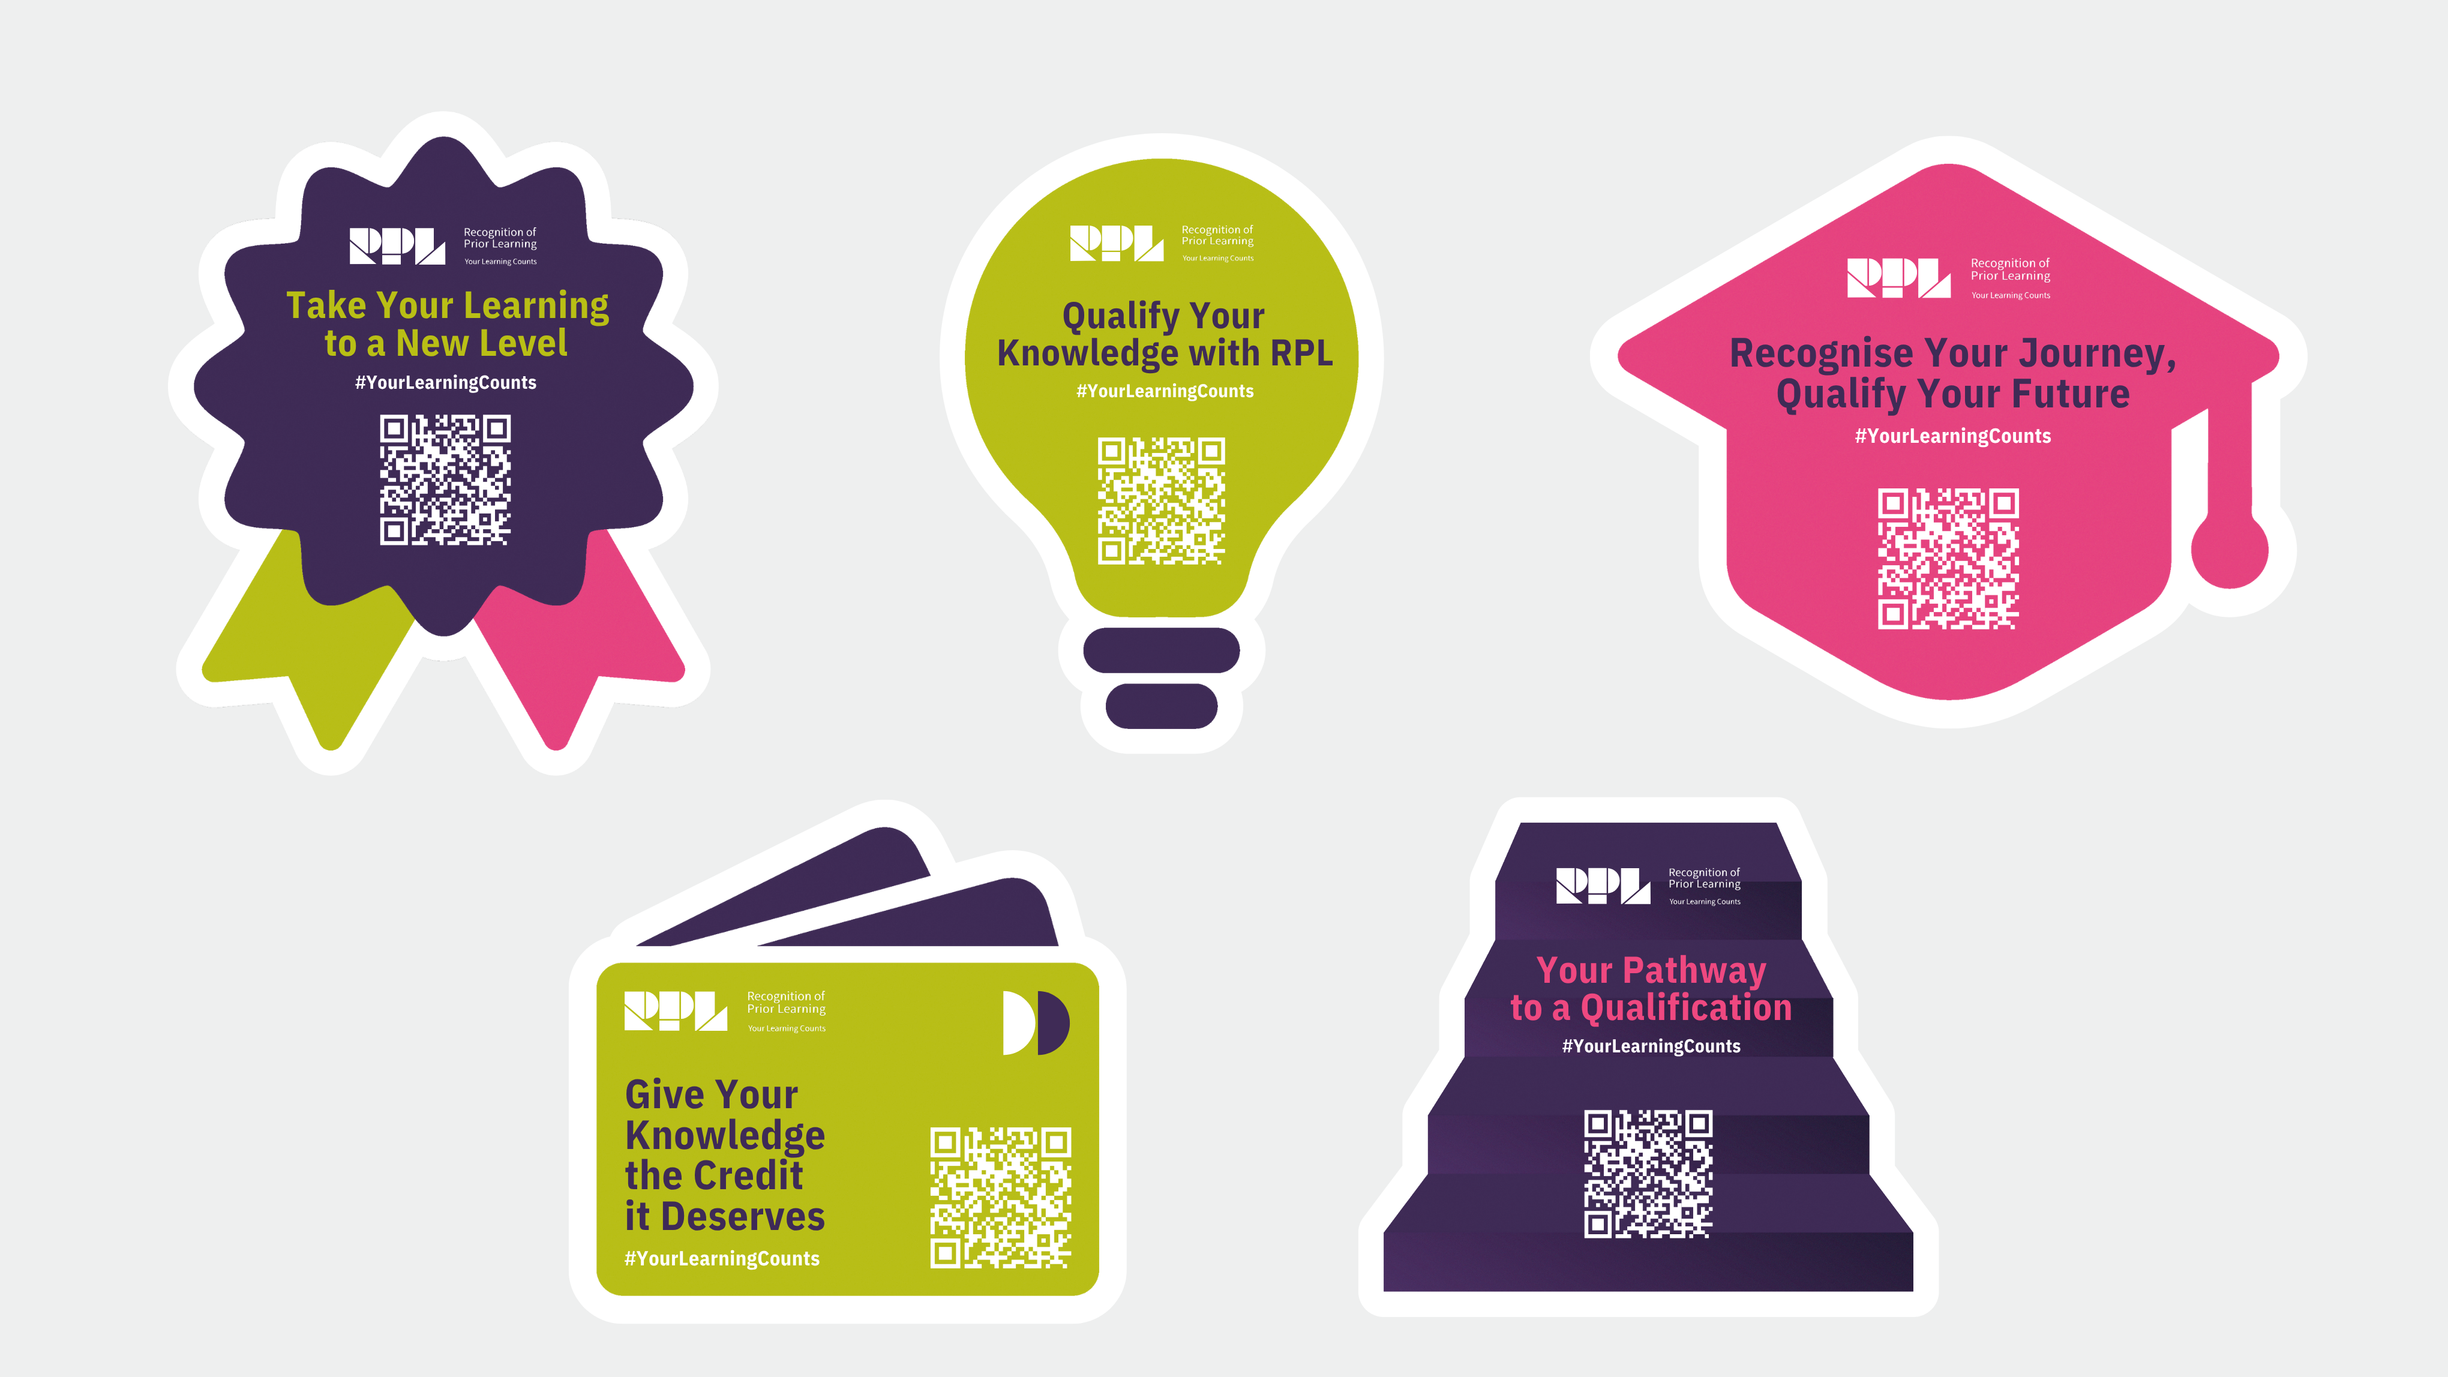 RPL
Recognition of
Prior Learning
Your Learning Counts
Take Your Learning
to a New Level
#YourLearningCounts
RPL
Recognition of
Prior Learning
Your Learning Counts
Qualify Your
Knowledge with RPL
#YourLearningCounts
RPL
Recognition of
Prior Learning
Your Learning Counts
Recognise Your Journey,
Qualify Your Future
#YourLearningCounts
RPL
Recognition of
Prior Learning
Your Learning Counts
Give Your
Knowledge
the Credit
it Deserves
#YourLearningCounts
RPL
Recognition of
Prior Learning
Your Learning Counts
Your Pathway
to a Qualification
#YourLearningCounts